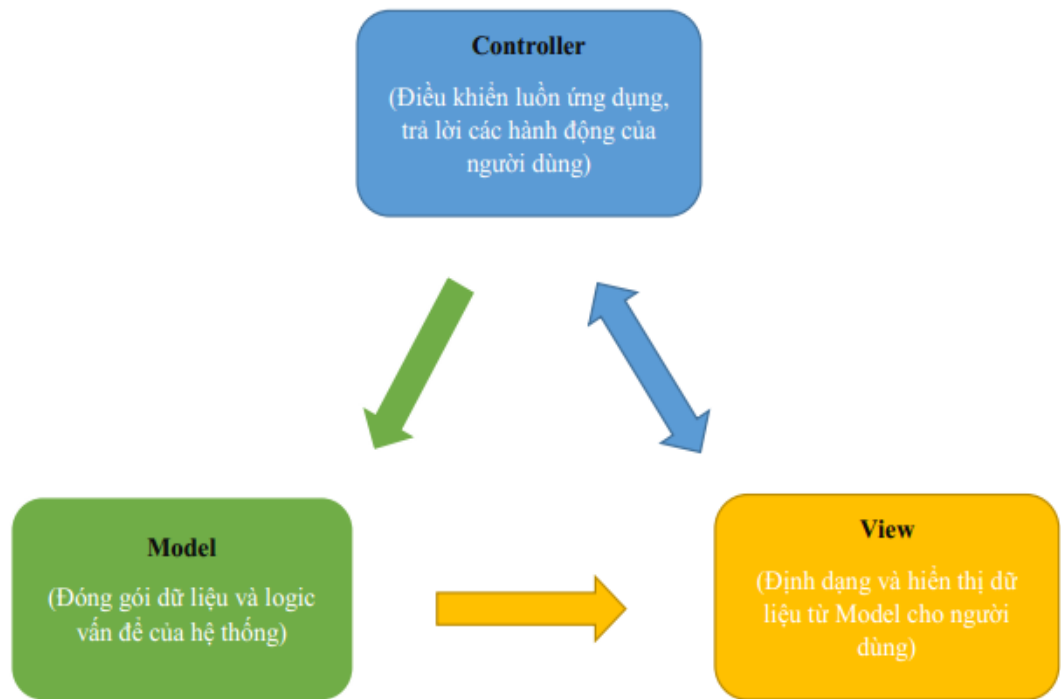 Controller
(Điều khiển luồn ứng dụng,
trả lời các hành động của
người dùng)
Model
(Đóng gói dữ liệu và logic
vấn đề của hệ thống)
View
(Định dạng và hiển thị dữ
liệu từ Model cho người
dùng)